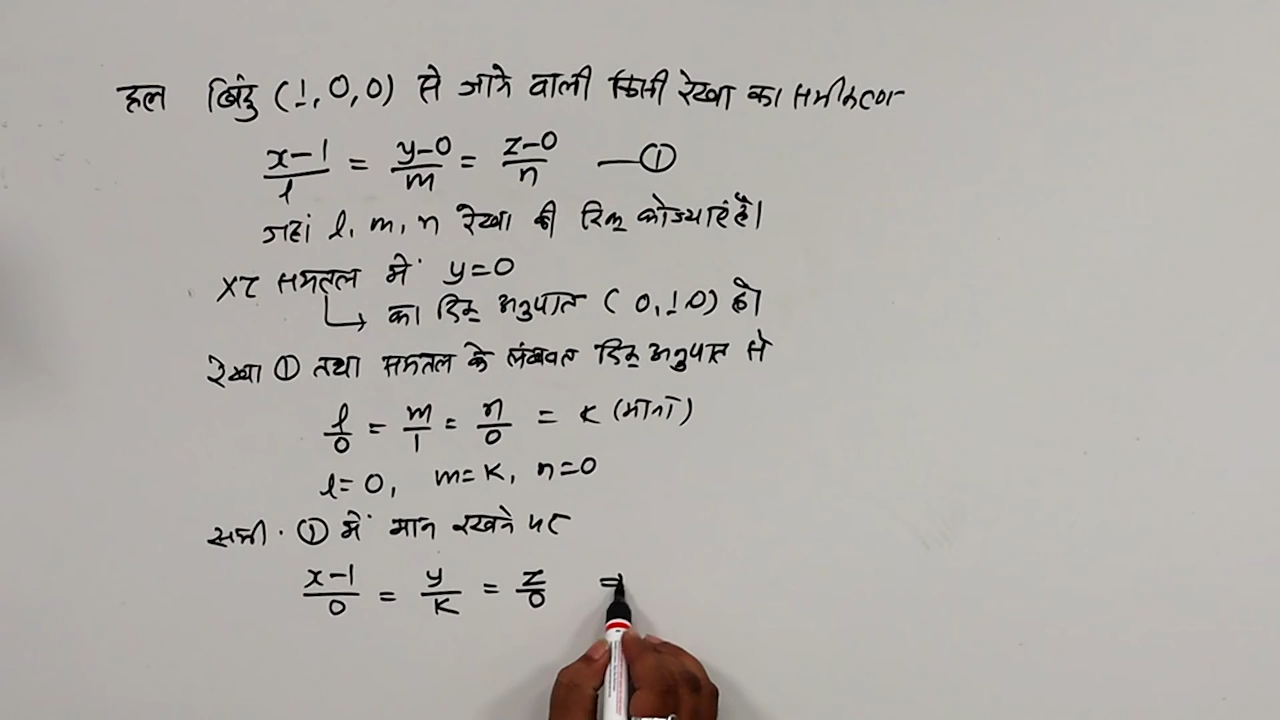 हल बिंदु (1, 0, 0) से जाने वाली किसी रेखा का समीकरण
x-1/l = y-0/m = z-0/n —①
जहां l, m, n रेखा की दिक् कोज्याएं हैं।
XZ समतल में y=0
→ का दिक् अनुपात ( 0, 1, 0) है।
रेखा ① तथा समतल के लंबवत दिक् अनुपात से
l/0 = m/1 = n/0 = K (माना)
l= 0, m= K, n=0
समी. ① में मान रखने पर
x-1/0 = y/K = z/0 ⇒